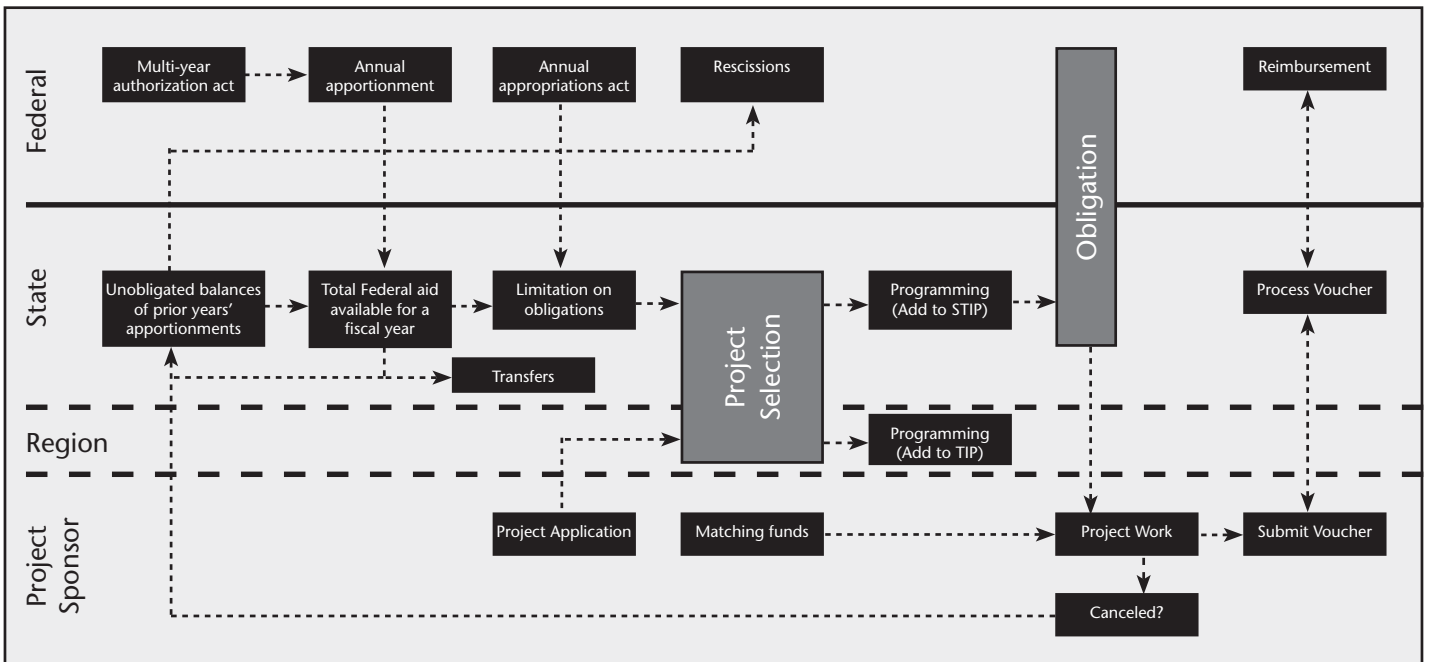 Federal
Multi-year
authorization act
Annual
apportionment
Annual
appropriations act
Rescissions
Obligation
Reimbursement
State
Unobligated balances
of prior years'
apportionments
Total Federal aid
available for a
fiscal year
Limitation on
obligations
Project
Selection
Programming
(Add to STIP)
Process Voucher
Transfers
Region
Programming
(Add to TIP)
Project
Sponsor
Project Application
Matching funds
Project Work
Submit Voucher
Canceled?